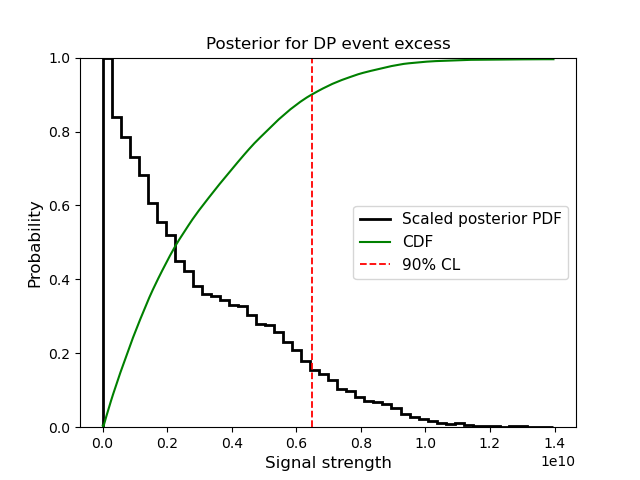 Posterior for DP event excess
Probability
1.0
0.8
0.6
0.4
0.2
0.0
Scaled posterior PDF
CDF
90% CL
0.0 0.2 0.4 0.6 0.8 1.0 1.2 1.4
1e10
Signal strength